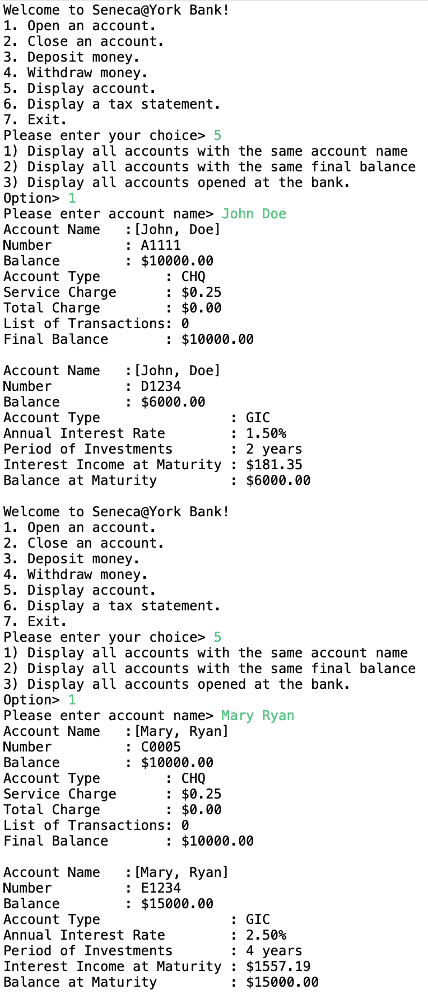 Welcome to Seneca@York Bank!
1. Open an account.
2. Close an account.
3. Deposit money.
4. Withdraw money.
5. Display account.
6. Display a tax statement.
7. Exit.
Please enter your choice> 5
1) Display all accounts with the same account name
2) Display all accounts with the same final balance
3) Display all accounts opened at the bank.
Option> 1
Please enter account name> John Doe
Account Name   :[John, Doe]
Number         : A1111
Balance        : $10000.00
Account Type        : CHQ
Service Charge      : $0.25
Total Charge        : $0.00
List of Transactions: 0
Final Balance       : $10000.00

Account Name   :[John, Doe]
Number         : D1234
Balance        : $6000.00
Account Type                : GIC
Annual Interest Rate        : 1.50%
Period of Investments       : 2 years
Interest Income at Maturity : $181.35
Balance at Maturity         : $6000.00

Welcome to Seneca@York Bank!
1. Open an account.
2. Close an account.
3. Deposit money.
4. Withdraw money.
5. Display account.
6. Display a tax statement.
7. Exit.
Please enter your choice> 5
1) Display all accounts with the same account name
2) Display all accounts with the same final balance
3) Display all accounts opened at the bank.
Option> 1
Please enter account name> Mary Ryan
Account Name   :[Mary, Ryan]
Number         : C0005
Balance        : $10000.00
Account Type        : CHQ
Service Charge      : $0.25
Total Charge        : $0.00
List of Transactions: 0
Final Balance       : $10000.00

Account Name   :[Mary, Ryan]
Number         : E1234
Balance        : $15000.00
Account Type                : GIC
Annual Interest Rate        : 2.50%
Period of Investments       : 4 years
Interest Income at Maturity : $1557.19
Balance at Maturity         : $15000.00